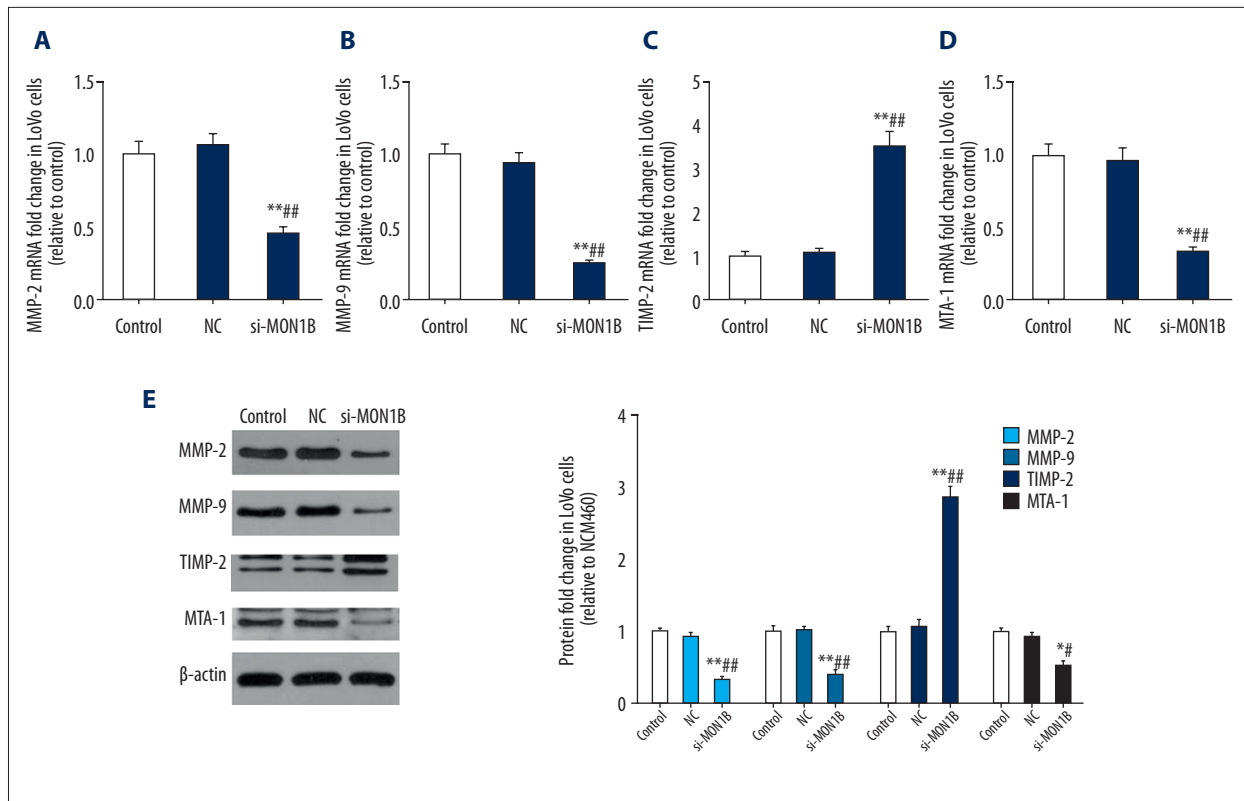 A
MMP-2 mRNA fold change in LoVo cells
(relative to control)
1.5
1.0
0.5
0.0
**##
Control NC si-MON1B
B
MMP-9 mRNA fold change in LoVo cells
(relative to control)
1.5
1.0
0.5
0.0
**##
Control NC si-MON1B
C
TIMP-2 mRNA fold change in LoVo cells
(relative to control)
5
4
3
2
1
0
**##
Control NC si-MON1B
D
MTA-1 mRNA fold change in LoVo cells
(relative to control)
1.5
1.0
0.5
0.0
**##
Control NC si-MON1B
E
Control NC si-MON1B
MMP-2
MMP-9
TIMP-2
MTA-1
β-actin
Protein fold change in LoVo cells
(relative to NCM460)
4
3
2
1
0
MMP-2
MMP-9
TIMP-2
MTA-1
**##
**##
**##
*#
Control NC si-MON1B Control NC si-MON1B Control NC si-MON1B Control NC si-MON1B